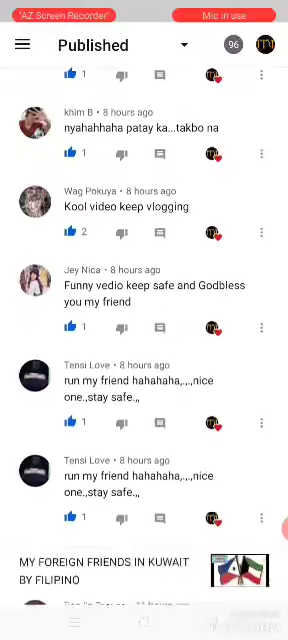 "AZ Screen Recorder"
Mic in use
Published
96
1
khim B • 8 hours ago
nyahahhaha patay ka...takbo na
1
Wag Pokuya • 8 hours ago
Kool video keep vlogging
2
Jey Nica • 8 hours ago
Funny vedio keep safe and Godbless
you my friend
1
Tensi Love • 8 hours ago
run my friend hahahaha,.,.,nice
one.,stay safe.,,
1
Tensi Love • 8 hours ago
run my friend hahahaha,.,.,nice
one.,stay safe.,,
1
MY FOREIGN FRIENDS IN KUWAIT
BY FILIPINO